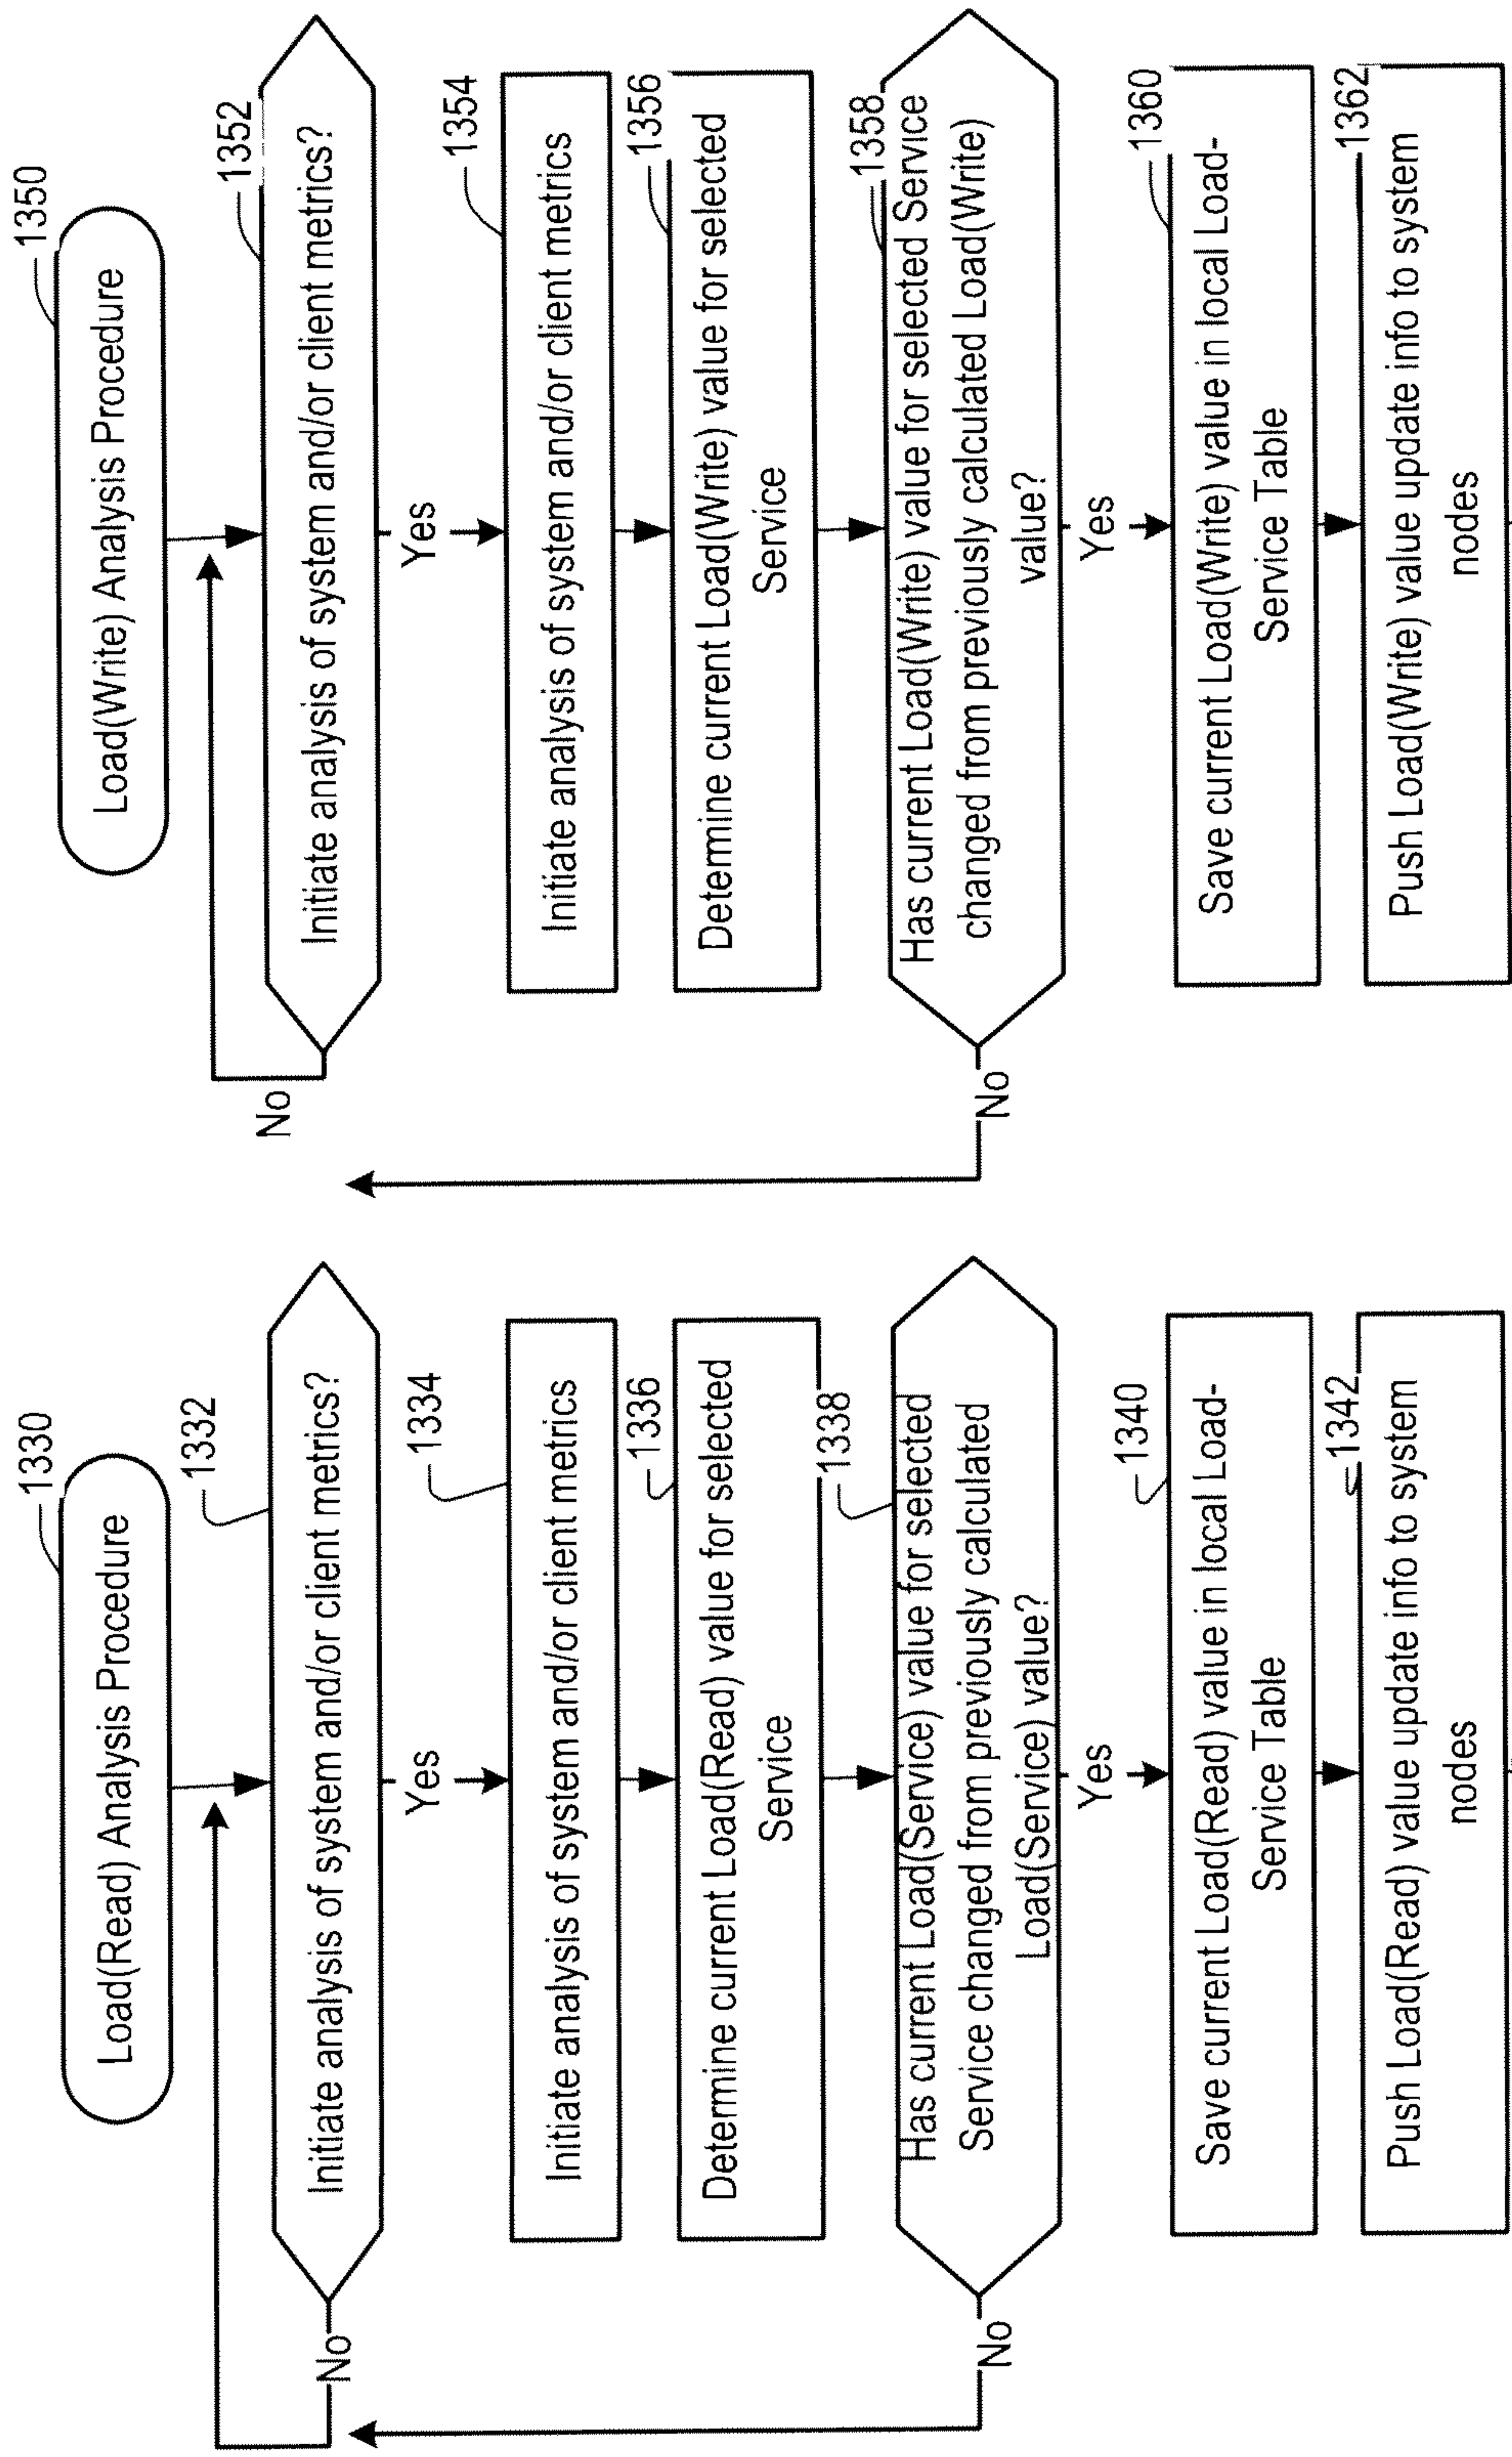 1330
Load(Read) Analysis Procedure
1332
Initiate analysis of system and/or client metrics?
No
Yes
1334
Initiate analysis of system and/or client metrics
1336
Determine current Load(Read) value for selected
Service
1338
Has current Load(Service) value for selected
Service changed from previously calculated
Load(Service) value?
No
Yes
1340
Save current Load(Read) value in local Load-
Service Table
1342
Push Load(Read) value update info to system
nodes
1350
Load(Write) Analysis Procedure
1352
Initiate analysis of system and/or client metrics?
No
Yes
1354
Initiate analysis of system and/or client metrics
1356
Determine current Load(Write) value for selected
Service
1358
Has current Load(Write) value for selected Service
changed from previously calculated Load(Write)
value?
No
Yes
1360
Save current Load(Write) value in local Load-
Service Table
1362
Push Load(Write) value update info to system
nodes